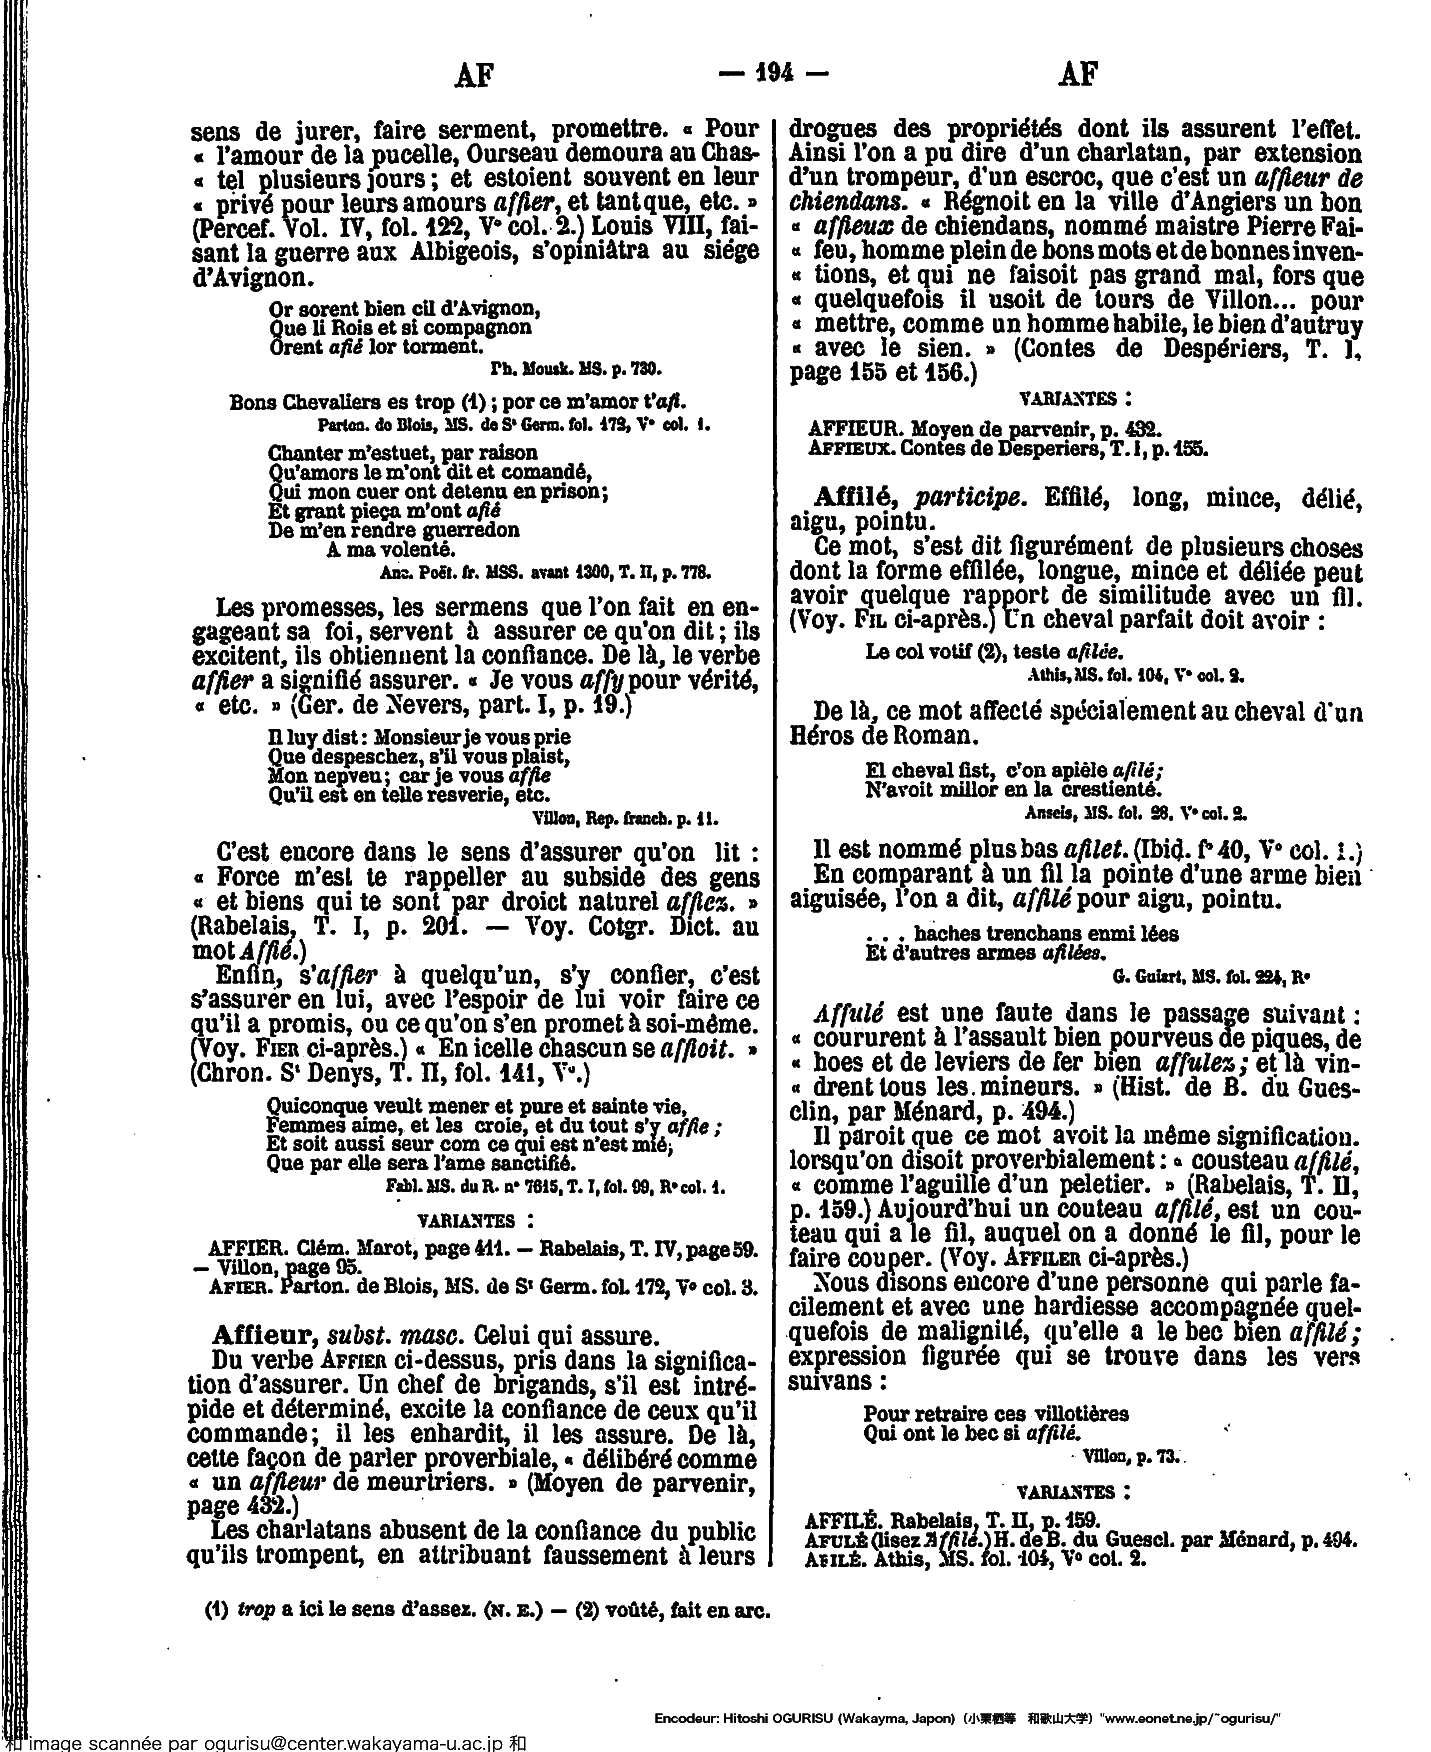 AF
— 194 —
AF
sens de jurer, faire serment, promettre. « Pour
« l'amour de la pucelle, Ourseau demoura au Chas-
« tel plusieurs jours ; et estoient souvent en leur
« privé pour leurs amours affier, et tant que, etc. »
(Percef. Vol. IV, fol. 122, V° col. 2.) Louis VIII, fai-
sant la guerre aux Albigeois, s'opiniâtra au siége
d'Avignon.
Or sorent bien cil d'Avignon,
Que li Rois et si compagnon
Orent afié lor torment.
Ph. Mousk. MS. p. 730.
Bons Chevaliers es trop (1) ; por ce m'amor t'afi.
Parton. de Blois, MS. de St Germ. fol. 172, V° col. 1.
Chanter m'estuet, par raison
Qu'amors le m'ont dit et comandé,
Qui mon cuer ont detenu en prison ;
Et grant pieça m'ont afié
De m'en rendre guerredon
A ma volenté.
Anc. Poët. fr. MSS. avant 1300, T. II, p. 778.
Les promesses, les sermens que l'on fait en en-
gageant sa foi, servent à assurer ce qu'on dit ; ils
excitent, ils obtiennent la confiance. De là, le verbe
affier a signifié assurer. « Je vous affy pour vérité,
« etc. » (Ger. de Nevers, part. I, p. 19.)
Il luy dist : Monsieur je vous prie
Que despeschez, s'il vous plaist,
Mon nepveu ; car je vous affie
Qu'il est en telle resverie, etc.
Villon, Rep. franch. p. 11.
C'est encore dans le sens d'assurer qu'on lit :
« Force m'est te rappeller au subside des gens
« et biens qui te sont par droict naturel affiez. »
(Rabelais, T. I, p. 201. — Voy. Cotgr. Dict. au
mot Affié.)
Enfin, s'affier à quelqu'un, s'y confier, c'est
s'assurer en lui, avec l'espoir de lui voir faire ce
qu'il a promis, ou ce qu'on s'en promet à soi-même.
(Voy. FIER ci-après.) « En icelle chascun se affioit. »
(Chron. St Denys, T. II, fol. 141, V°.)
Quiconque veult mener et pure et sainte vie,
Femmes aime, et les croie, et du tout s'y affie ;
Et soit aussi seur com ce qui est n'est mié,
Que par elle sera l'ame sanctifié.
Fabl. MS. du R. n° 7615, T. I, fol. 99, R° col. 1.
VARIANTES :
AFFIER. Clém. Marot, page 411. — Rabelais, T. IV, page 59.
— Villon, page 95.
AFIER. Parton. de Blois, MS. de St Germ. fol. 172, V° col. 3.
Affieur, subst. masc. Celui qui assure.
Du verbe AFFIER ci-dessus, pris dans la significa-
tion d'assurer. Un chef de brigands, s'il est intré-
pide et déterminé, excite la confiance de ceux qu'il
commande ; il les enhardit, il les assure. De là,
cette façon de parler proverbiale, « délibéré comme
« un affieur de meurtriers. » (Moyen de parvenir,
page 432.)
Les charlatans abusent de la confiance du public
qu'ils trompent, en attribuant faussement à leurs
drogues des propriétés dont ils assurent l'effet.
Ainsi l'on a pu dire d'un charlatan, par extension
d'un trompeur, d'un escroc, que c'est un affieur de
chiendans. « Régnoit en la ville d'Angiers un bon
« affieux de chiendans, nommé maistre Pierre Fai-
« feu, homme plein de bons mots et de bonnes inven-
« tions, et qui ne faisoit pas grand mal, fors que
« quelquefois il usoit de tours de Villon... pour
« mettre, comme un homme habile, le bien d'autruy
« avec le sien. » (Contes de Despériers, T. I,
page 155 et 156.)
VARIANTES :
AFFIEUR. Moyen de parvenir, p. 432.
AFFIEUX. Contes de Desperiers, T. I, p. 155.
Affilé, participe. Effilé, long, mince, délié,
aigu, pointu.
Ce mot, s'est dit figurément de plusieurs choses
dont la forme effilée, longue, mince et déliée peut
avoir quelque rapport de similitude avec un fil.
(Voy. FIL ci-après.) Un cheval parfait doit avoir :
Le col votif (2), teste afilée.
Athis, MS. fol. 104, V° col. 2.
De là, ce mot affecté spécialement au cheval d'un
Héros de Roman.
El cheval fist, c'on apièle afilé ;
N'avoit millor en la crestienté.
Anseis, MS. fol. 26, V° col. 2.
Il est nommé plus bas afilet. (Ibid. f° 40, V° col. 1.)
En comparant à un fil la pointe d'une arme bien
aiguisée, l'on a dit, affilé pour aigu, pointu.
. . . haches trenchans enmi lées
Et d'autres armes afilées.
G. Guiart, MS. fol. 224, R°
Affulé est une faute dans le passage suivant :
« coururent à l'assault bien pourveus de piques, de
« hoes et de leviers de fer bien affulez ; et là vin-
« drent tous les mineurs. » (Hist. de B. du Gues-
clin, par Ménard, p. 494.)
Il paroit que ce mot avoit la même signification.
lorsqu'on disoit proverbialement : « cousteau affilé,
« comme l'aguille d'un peletier. » (Rabelais, T. II,
p. 159.) Aujourd'hui un couteau affilé, est un cou-
teau qui a le fil, auquel on a donné le fil, pour le
faire couper. (Voy. AFFILER ci-après.)
Nous disons encore d'une personne qui parle fa-
cilement et avec une hardiesse accompagnée quel-
quefois de malignité, qu'elle a le bec bien affilé ;
expression figurée qui se trouve dans les vers
suivans :
Pour retraire ces villotières
Qui ont le bec si affilé.
Villon, p. 73.
VARIANTES :
AFFILÉ. Rabelais, T. II, p. 159.
AFULÉ (lisez Affilé.) H. de B. du Guescl. par Ménard, p. 494.
AFILÉ. Athis, MS. fol. 104, V° col. 2.
(1) trop a ici le sens d'assez. (N. E.) — (2) voûté, fait en arc.
Encodeur: Hitoshi OGURISU (Wakayma, Japon) (小栗栖等 和歌山大学) "www.eonet.ne.jp/~ogurisu/"
和 image scannée par ogurisu@center.wakayama-u.ac.jp 和